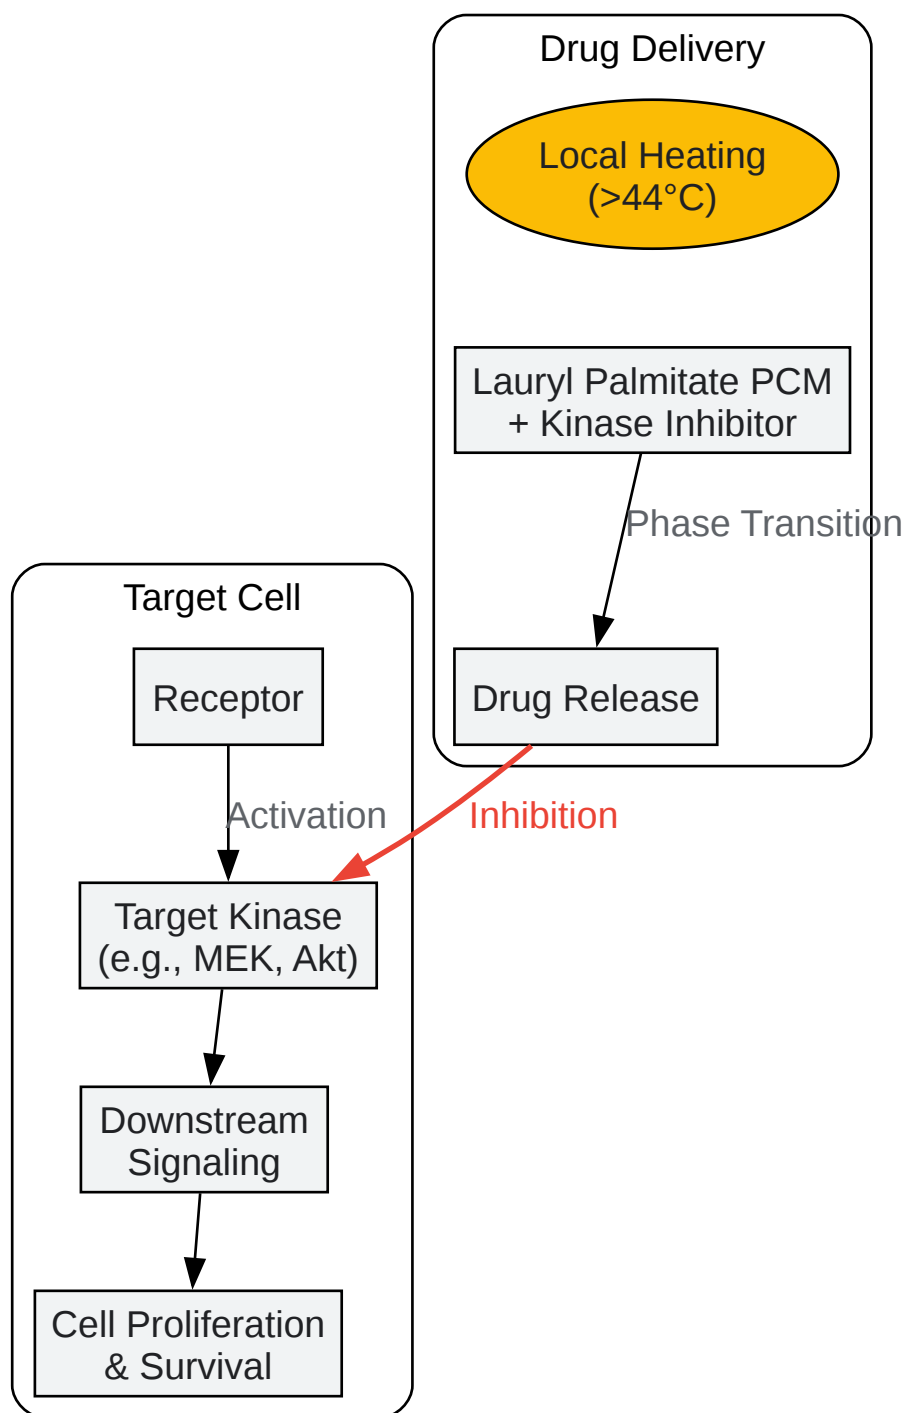 Drug Delivery
Local Heating
(>44°C)
Lauryl Palmitate PCM
+ Kinase Inhibitor
Phase Transition
Drug Release
Inhibition
Target Cell
Receptor
Activation
Target Kinase
(e.g., MEK, Akt)
Downstream
Signaling
Cell Proliferation
& Survival